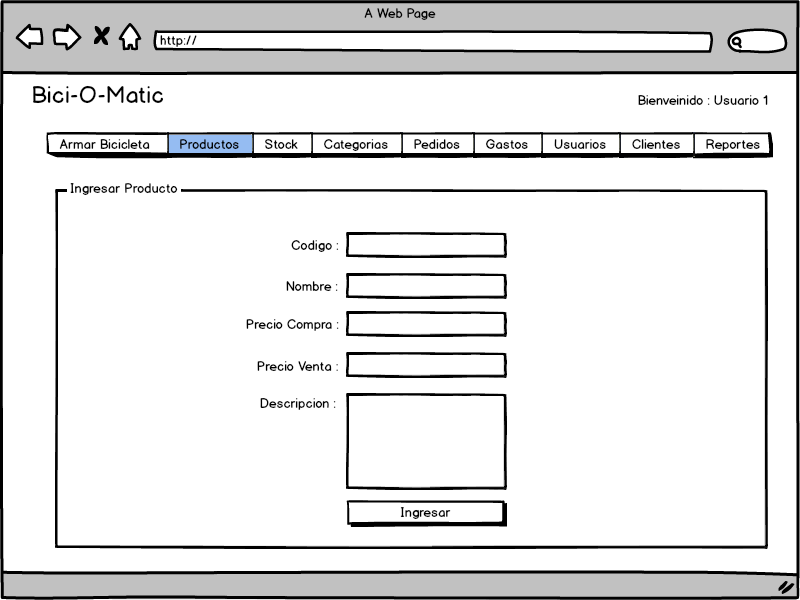 A Web Page
http://
Bici-O-Matic
Bienveinido : Usuario 1
Armar Bicicleta Productos Stock Categorias Pedidos Gastos Usuarios Clientes Reportes
Ingresar Producto
Codigo :
Nombre :
Precio Compra :
Precio Venta :
Descripcion :
Ingresar